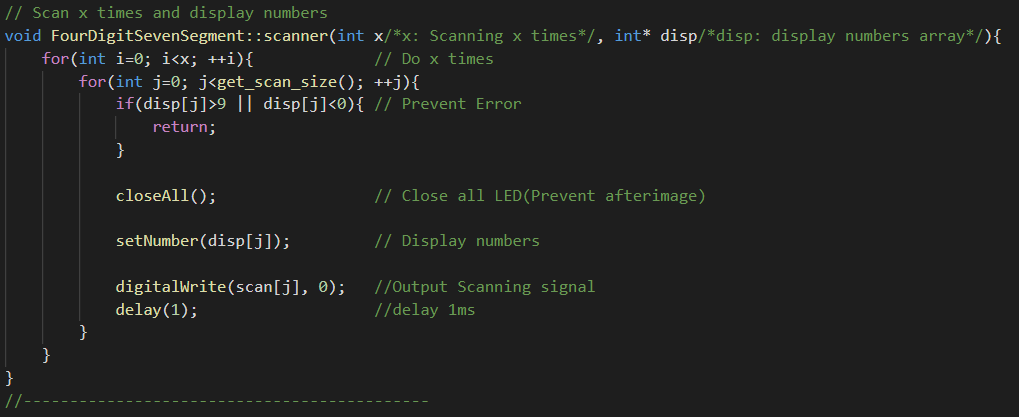 // Scan x times and display numbers
void FourDigitSevenSegment::scanner(int x/*x: Scanning x times*/, int* disp/*disp: display numbers array*/){
    for(int i=0; i<x; ++i){             // Do x times
        for(int j=0; j<get_scan_size(); ++j){
            if(disp[j]>9 || disp[j]<0){ // Prevent Error
                return;
            }

            closeAll();                 // Close all LED(Prevent afterimage)

            setNumber(disp[j]);         // Display numbers

            digitalWrite(scan[j], 0);   //Output Scanning signal
            delay(1);                   //delay 1ms
        }
    }
}
//--------------------------------------------